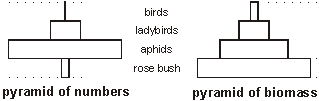 birds
ladybirds
aphids
rose bush
pyramid of numbers
pyramid of biomass